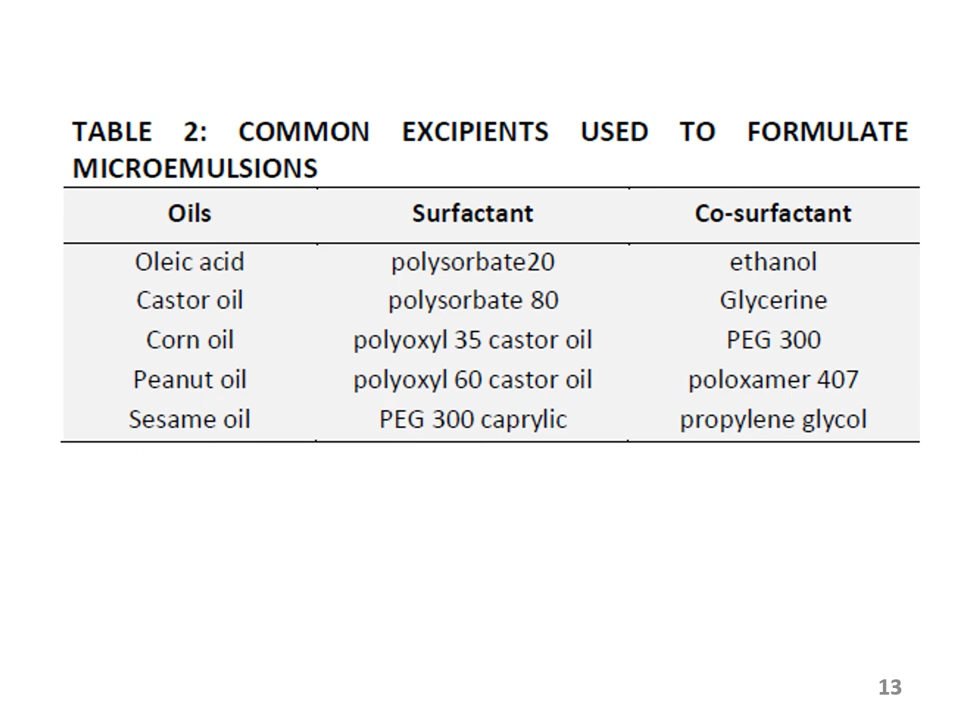 TABLE 2: COMMON EXCIPIENTS USED TO FORMULATE
MICROEMULSIONS
Oils Surfactant Co-surfactant
Oleic acid polysorbate20 ethanol
Castor oil polysorbate 80 Glycerine
Corn oil polyoxyl 35 castor oil PEG 300
Peanut oil polyoxyl 60 castor oil poloxamer 407
Sesame oil PEG 300 caprylic propylene glycol
13